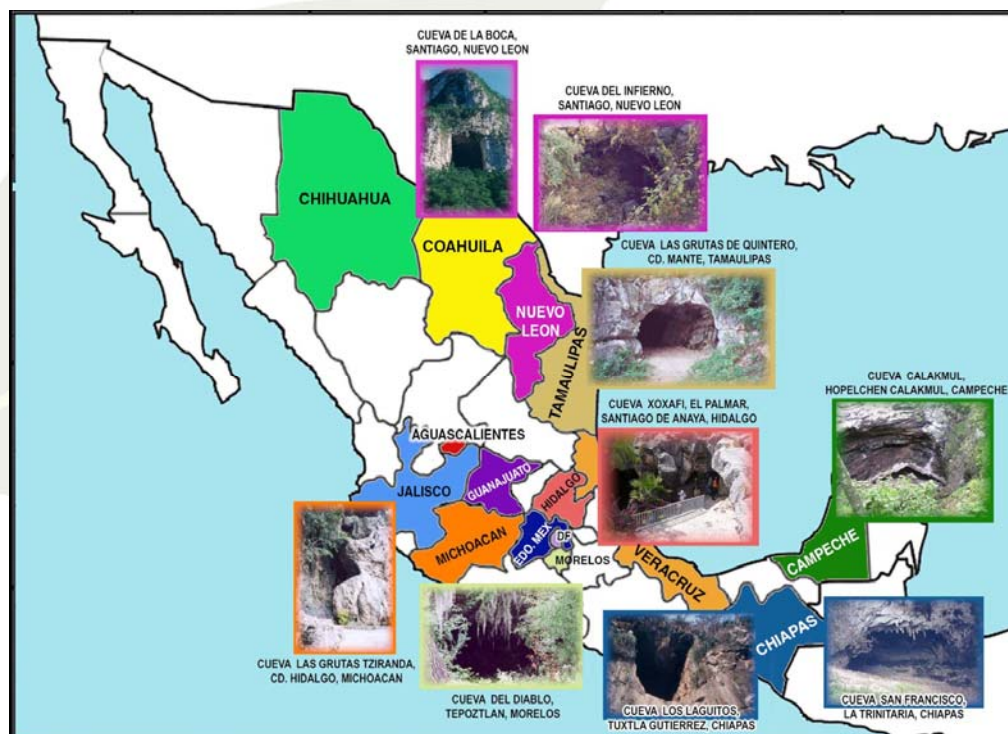 CUEVA DE LA BOCA,
SANTIAGO, NUEVO LEON
CUEVA DEL INFIERNO,
SANTIAGO, NUEVO LEON
CHIHUAHUA
COAHUILA
CUEVA LAS GRUTAS DE QUINTERO,
CD. MANTE, TAMAULIPAS
NUEVO
LEON
TAMAULIPAS
CUEVA CALAKMUL,
HOPELCHEN CALAKMUL, CAMPECHE
CUEVA XOXAFI, EL PALMAR,
SANTIAGO DE ANAYA, HIDALGO
AGUASCALIENTES
JALISCO
GUANAJUATO
HIDALGO
MICHOACAN
EDO. MEX
DF
MORELOS
VERACRUZ
CAMPECHE
CHIAPAS
CUEVA LAS GRUTAS TZIRANDA,
CD. HIDALGO, MICHOACAN
CUEVA DEL DIABLO,
TEPOZTLAN, MORELOS
CUEVA LOS LAGUITOS,
TUXTLA GUTIERREZ, CHIAPAS
CUEVA SAN FRANCISCO,
LA TRINITARIA, CHIAPAS